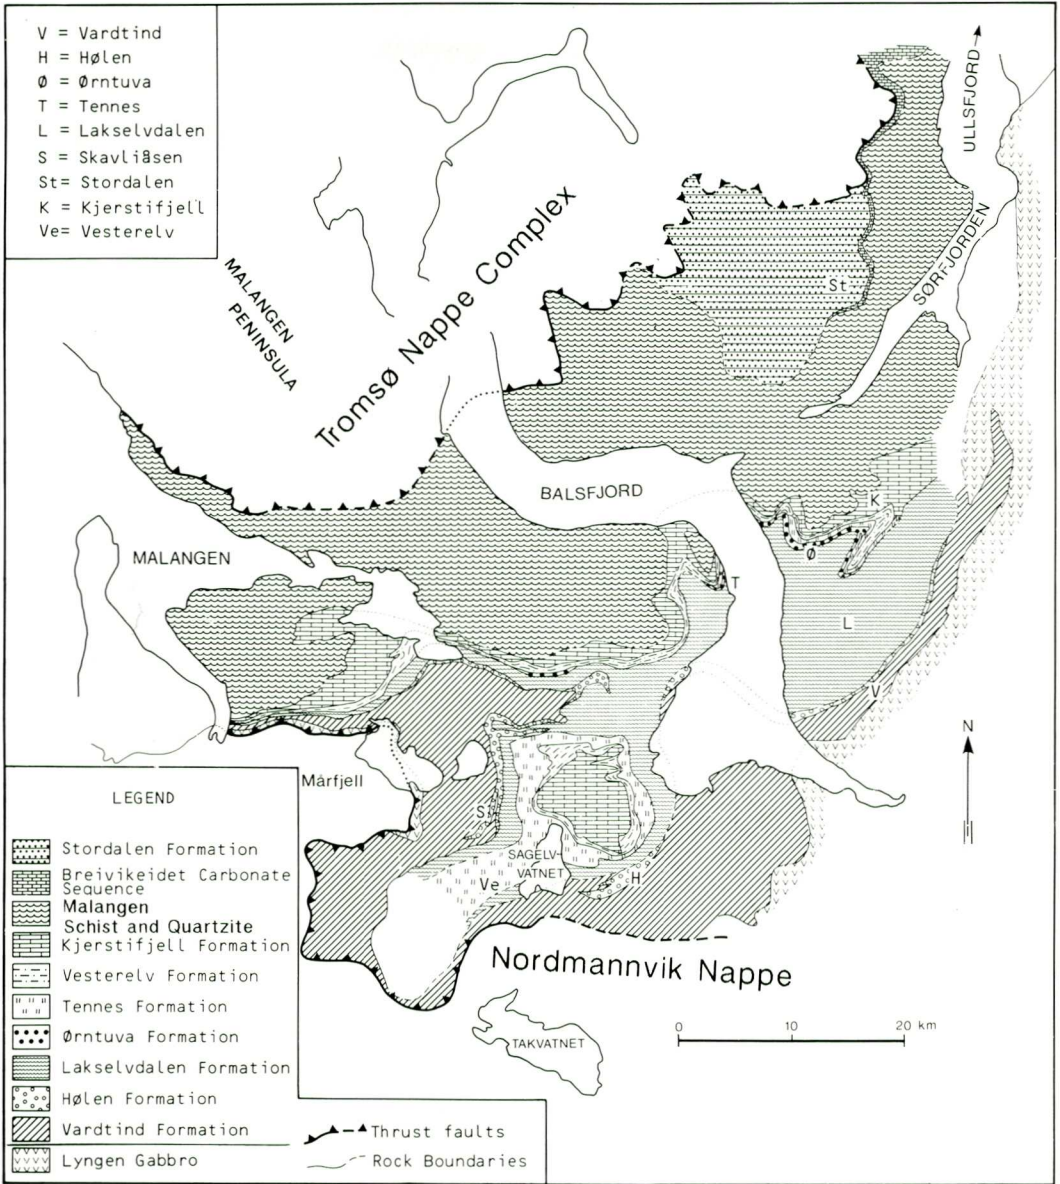 V = Vardtind
H = Hølen
Ø = Ørntuva
T = Tennes
L = Lakselvdalen
S = Skavliåsen
St= Stordalen
K = Kjerstifjell
Ve= Vesterelv
ULLSFJORD
SØRFJORDEN
MALANGEN
PENINSULA
Tromsø Nappe Complex
St
BALSFJORD
K
Ø
MALANGEN
T
L
V
N
Mårfjell
S
SAGELV-
VATNET
Ve
H
Nordmannvik Nappe
TAKVATNET
0 10 20 km
LEGEND
Stordalen Formation
Breivikeidet Carbonate
Sequence
Malangen
Schist and Quartzite
Kjerstifjell Formation
Vesterelv Formation
Tennes Formation
Ørntuva Formation
Lakselvdalen Formation
Hølen Formation
Vardtind Formation
Lyngen Gabbro
Thrust faults
Rock Boundaries